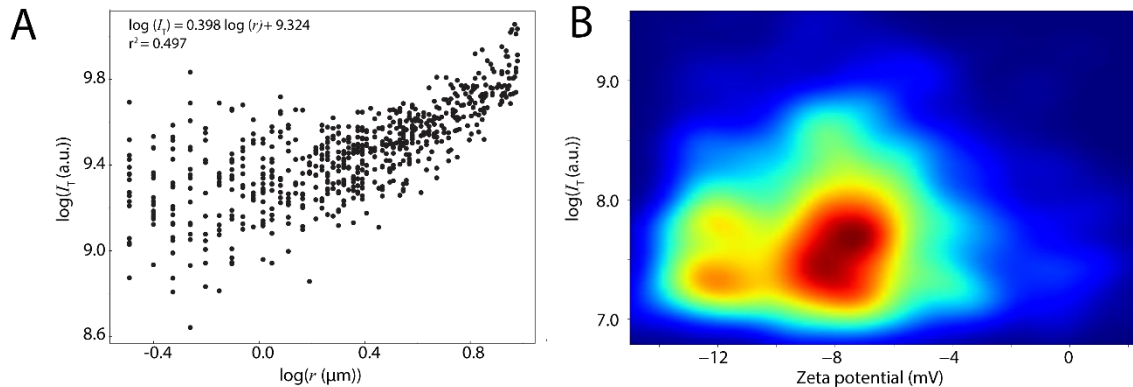 A
log (I_T) = 0.398 log (r) + 9.324
r² = 0.497
9.8
9.4
9.0
8.6
log(I_T (a.u.))
-0.4 0.0 0.4 0.8
log(r (μm))
B
9.0
8.0
7.0
log(I_T (a.u.))
−12 −8 −4 0
Zeta potential (mV)